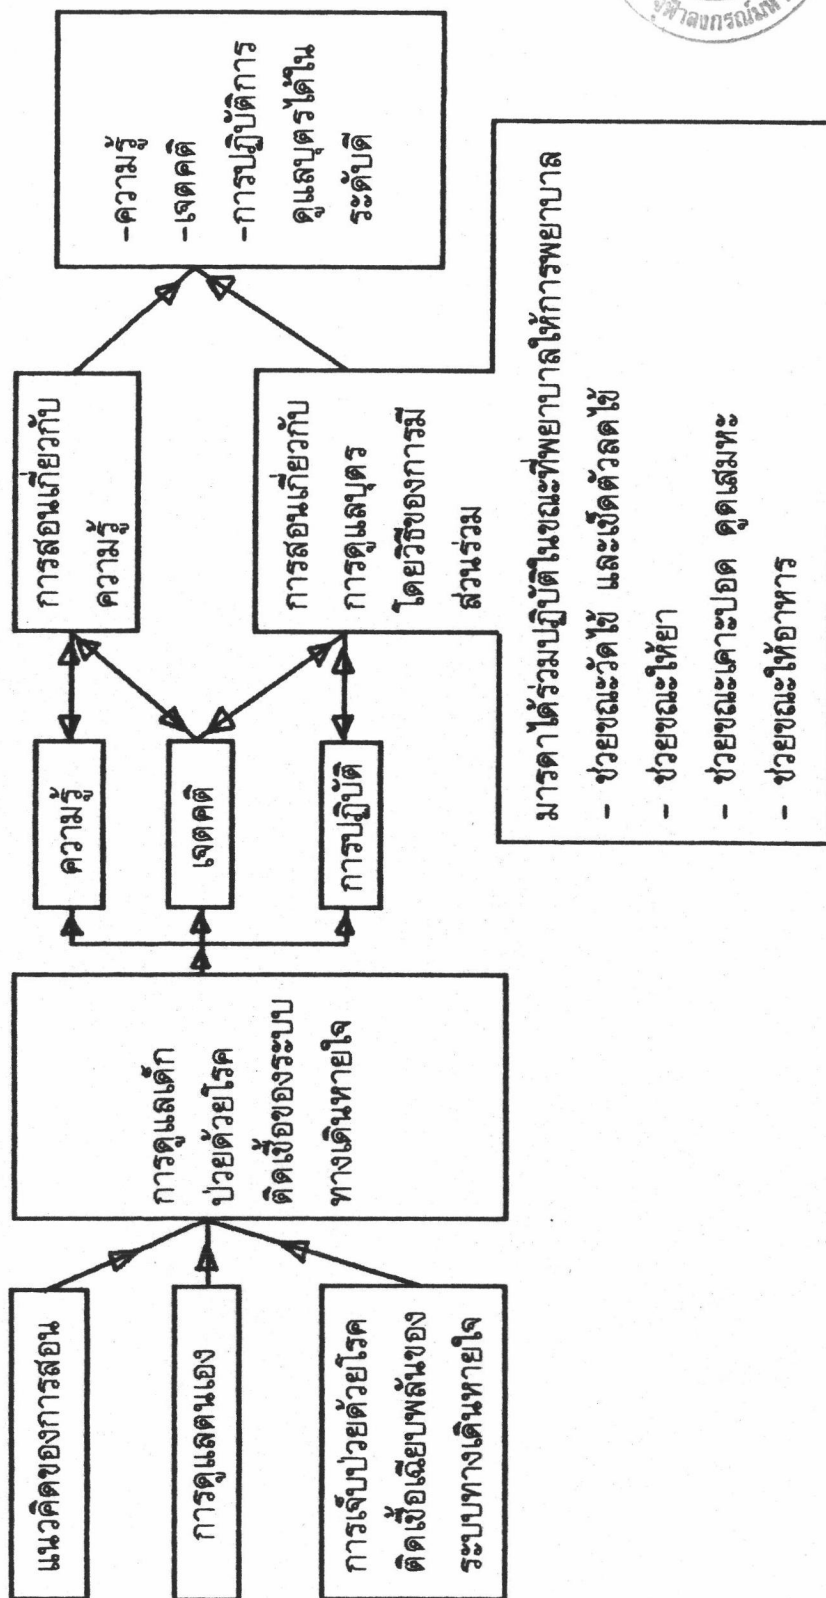 แนวคิดของการสอน
การดูแลตนเอง
การเจ็บป่วยด้วยโรค
ติดเชื้อเฉียบพลันของ
ระบบทางเดินหายใจ
การดูแลเด็ก
ป่วยด้วยโรค
ติดเชื้อของระบบ
ทางเดินหายใจ
ความรู้
เจตคติ
การปฏิบัติ
การสอนเกี่ยวกับ
ความรู้
การสอนเกี่ยวกับ
การดูแลบุตร
โดยวิธีของการมี
ส่วนร่วม
มารดาได้ร่วมปฏิบัติในขณะที่พยาบาลให้การพยาบาล
- ช่วยขณะวัดไข้ และเช็ดตัวลดไข้
- ช่วยขณะให้ยา
- ช่วยขณะเคาะปอด ดูดเสมหะ
- ช่วยขณะให้อาหาร
-ความรู้
-เจตคติ
-การปฏิบัติการ
ดูแลบุตรได้ใน
ระดับดี